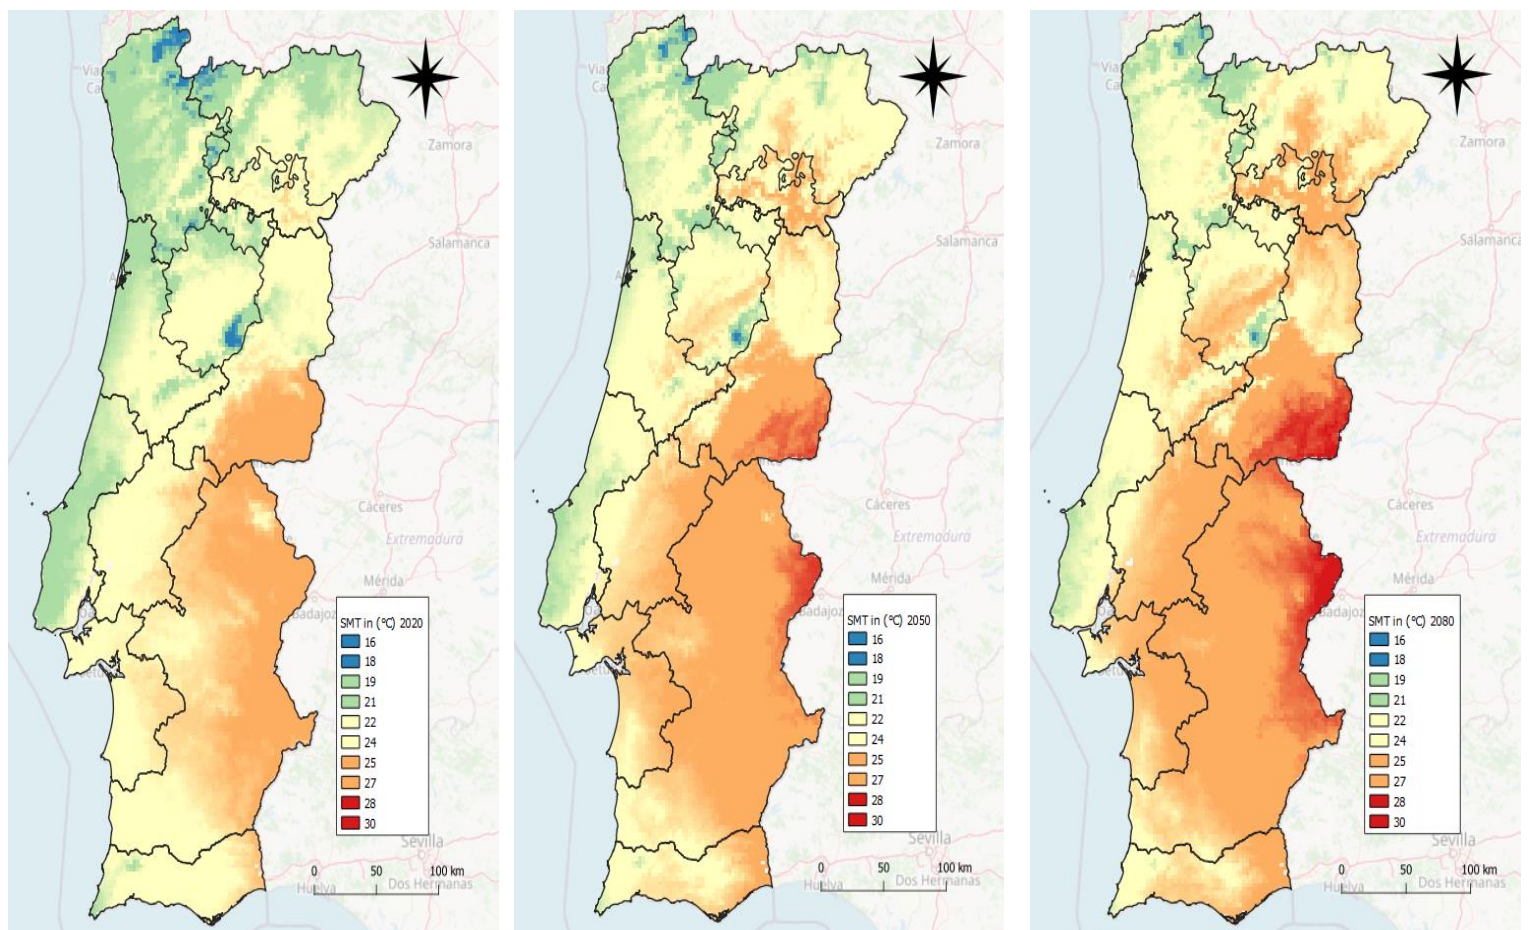 Zamora
Salamanca
Cáceres
Extremadura
Mérida
Badajoz
SMT in (°C) 2020
16
18
19
21
22
24
25
27
28
30
Sevilla
0 50 100 km
Huelva
Dos Hermanas
Zamora
Salamanca
Cáceres
Extremadura
Mérida
Badajoz
SMT in (°C) 2050
16
18
19
21
22
24
25
27
28
30
Sevilla
0 50 100 km
Huelva
Dos Hermanas
Zamora
Salamanca
Cáceres
Extremadura
Mérida
Badajoz
SMT in (°C) 2080
16
18
19
21
22
24
25
27
28
30
Sevilla
0 50 100 km
Huelva
Dos Hermanas